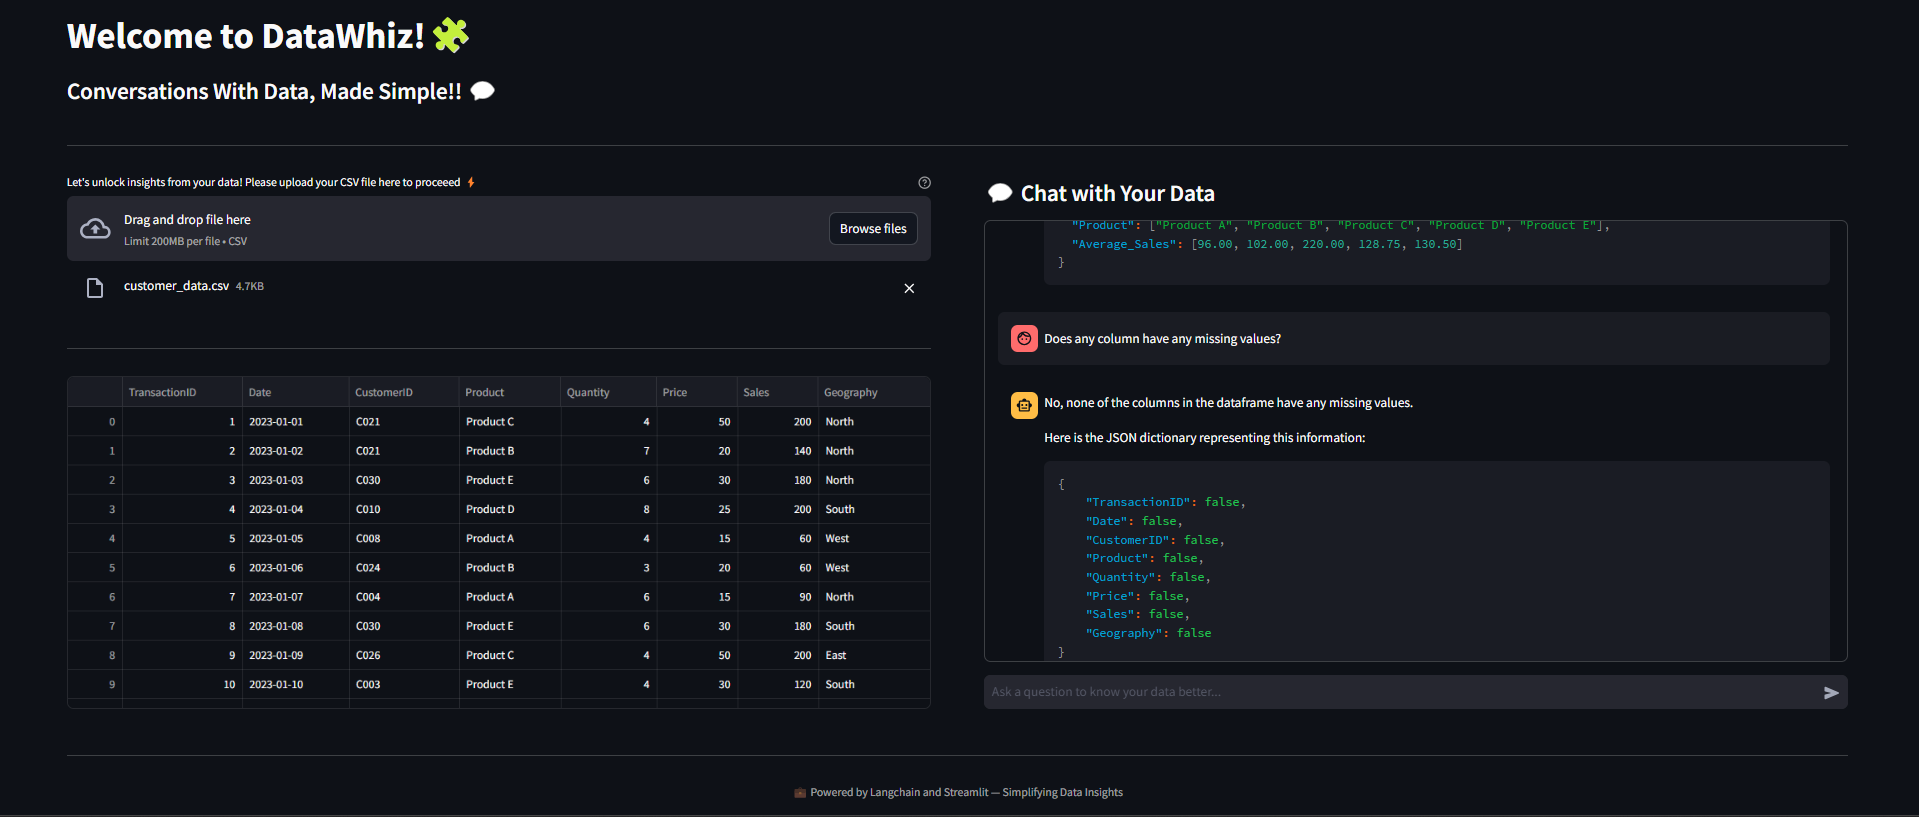 Welcome to DataWhiz!
Conversations With Data, Made Simple!!
Let's unlock insights from your data! Please upload your CSV file here to proceeed
Drag and drop file here
Limit 200MB per file • CSV
Browse files
customer_data.csv 4.7KB
TransactionID Date CustomerID Product Quantity Price Sales Geography
0 1 2023-01-01 C021 Product C 4 50 200 North
1 2 2023-01-02 C021 Product B 7 20 140 North
2 3 2023-01-03 C030 Product E 6 30 180 North
3 4 2023-01-04 C010 Product D 8 25 200 South
4 5 2023-01-05 C008 Product A 4 15 60 West
5 6 2023-01-06 C024 Product B 3 20 60 West
6 7 2023-01-07 C004 Product A 6 15 90 North
7 8 2023-01-08 C030 Product E 6 30 180 South
8 9 2023-01-09 C026 Product C 4 50 200 East
9 10 2023-01-10 C003 Product E 4 30 120 South
Chat with Your Data
"Product": ["Product A", "Product B", "Product C", "Product D", "Product E"],
"Average_Sales": [96.00, 102.00, 220.00, 128.75, 130.50]
}
Does any column have any missing values?
No, none of the columns in the dataframe have any missing values.
Here is the JSON dictionary representing this information:
{
"TransactionID": false,
"Date": false,
"CustomerID": false,
"Product": false,
"Quantity": false,
"Price": false,
"Sales": false,
"Geography": false
}
Ask a question to know your data better...
Powered by Langchain and Streamlit — Simplifying Data Insights